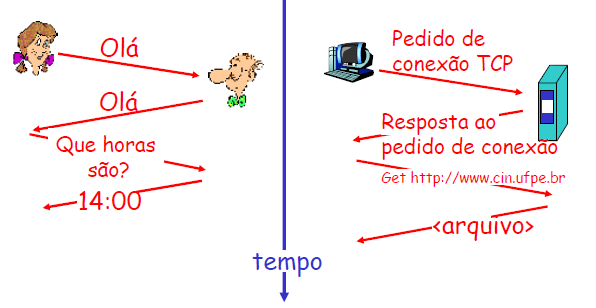 Olá
Olá
Que horas
são?
14:00
Pedido de
conexão TCP
Resposta ao
pedido de conexão
Get http://www.cin.ufpe.br
<arquivo>
tempo